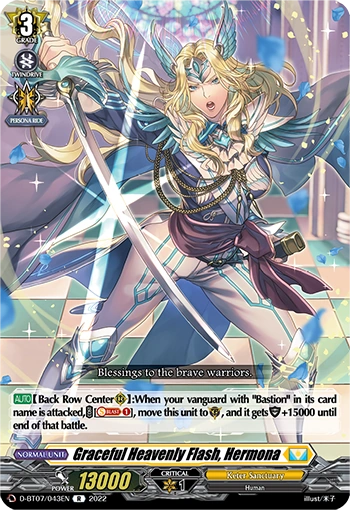 3
GRADE
TWINDRIVE
PERSONA RIDE
Blessings to the brave warriors.
AUTO【Back Row Center】:When your vanguard with "Bastion" in its card
name is attacked, [SOUL BLAST 1], move this unit to, and it gets +15000 until
end of that battle.
NORMAL UNIT
Graceful Heavenly Flash, Hermona
POWER 13000
CRITICAL
1
Keter Sanctuary
Human
D-BT07/043EN R 2022
illust/米子